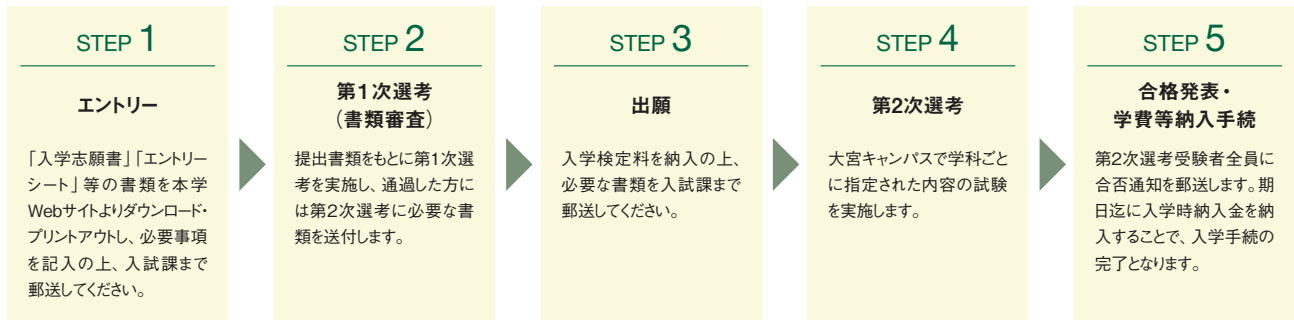 STEP 1
エントリー
「入学志願書」「エントリー
シート」等の書類を本学
Webサイトよりダウンロード・
プリントアウトし、必要事項
を記入の上、入試課まで
郵送してください。
STEP 2
第1次選考
（書類審査）
提出書類をもとに第1次選
考を実施し、通過した方に
は第2次選考に必要な書
類を送付します。
STEP 3
出願
入学検定料を納入の上、
必要な書類を入試課まで
郵送してください。
STEP 4
第2次選考
大宮キャンパスで学科ごと
に指定された内容の試験
を実施します。
STEP 5
合格発表・
学費等納入手続
第2次選考受験者全員に
合否通知を郵送します。期
日迄に入学時納入金を納
入することで、入学手続の
完了となります。